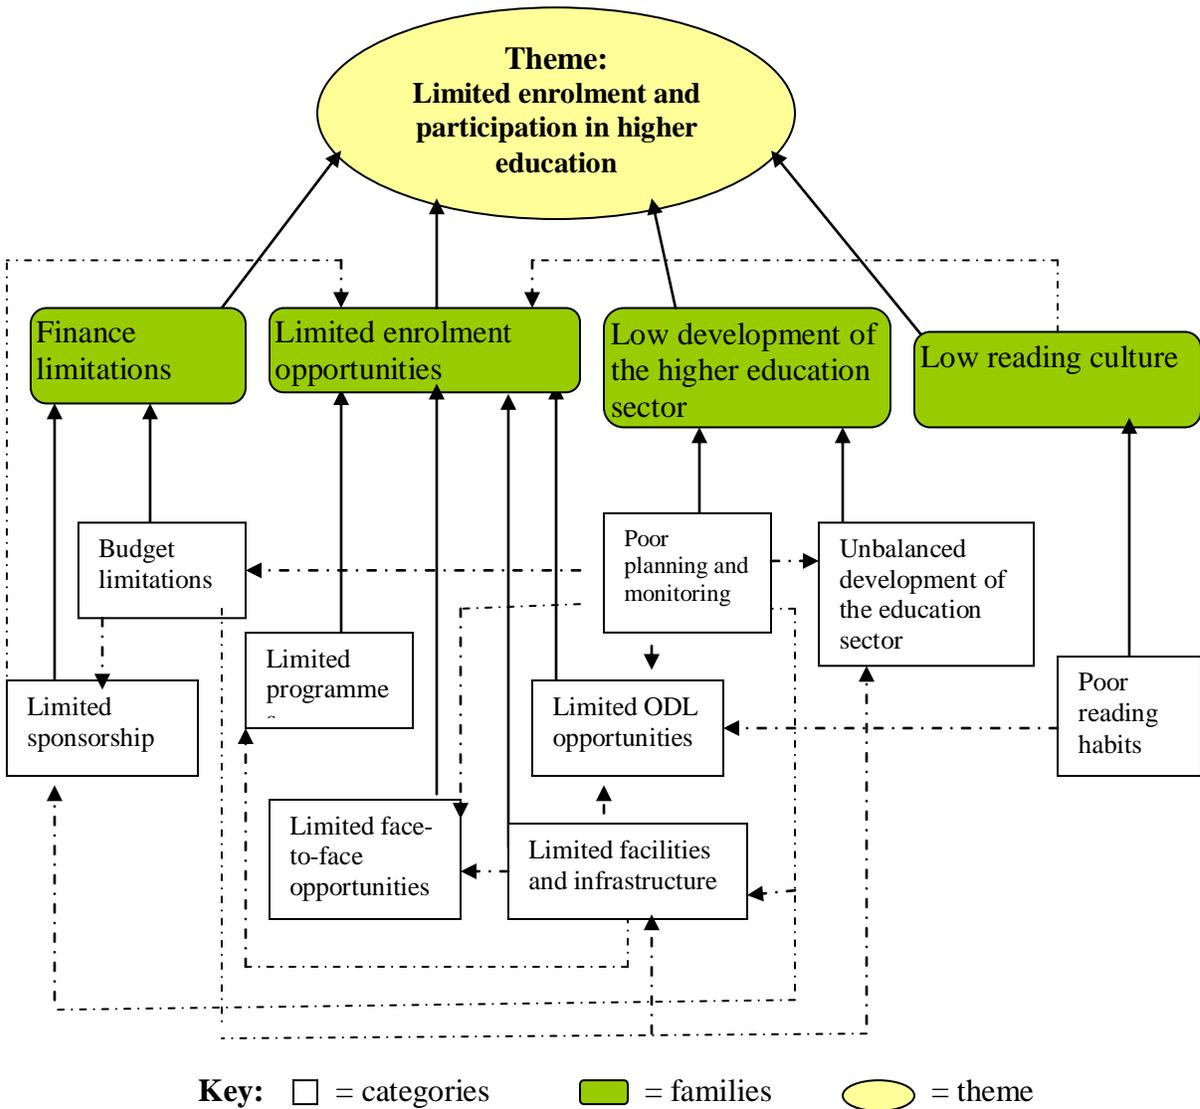 Theme:
Limited enrolment and
participation in higher
education
Finance
limitations
Limited enrolment
opportunities
Low development of
the higher education
sector
Low reading culture
Budget
limitations
Poor
planning and
monitoring
Unbalanced
development of
the education
sector
Limited
programme
Limited
sponsorship
Limited ODL
opportunities
Poor
reading
habits
Limited face-
to-face
opportunities
Limited facilities
and infrastructure
Key: = categories = families = theme